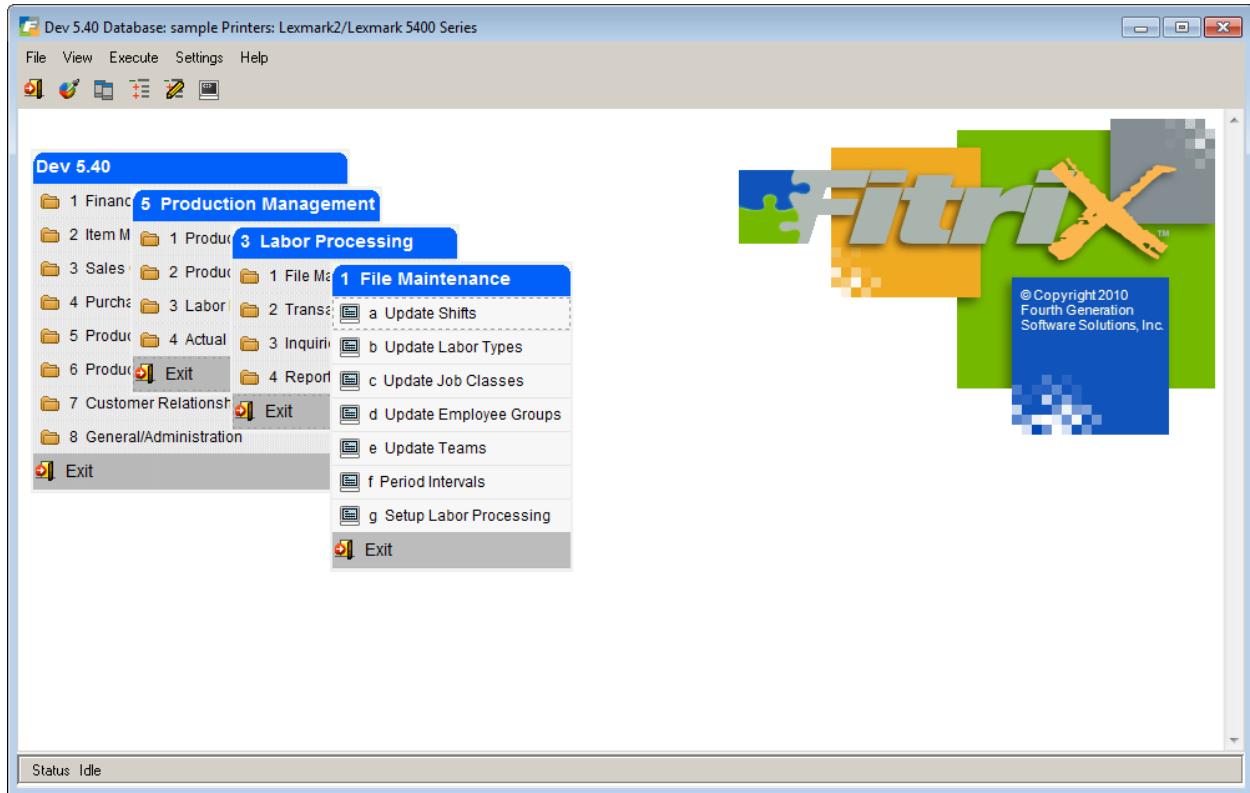 Dev 5.40 Database: sample Printers: Lexmark2/Lexmark 5400 Series
File View Execute Settings Help
Dev 5.40
1 Financ
2 Item M
3 Sales
4 Purcha
5 Produc
6 Produc
7 Customer Relationsh
8 General/Administration
Exit
5 Production Management
1 Produc
2 Produc
3 Labor
4 Actual
Exit
3 Labor Processing
1 File Ma
2 Transa
3 Inquiri
4 Report
Exit
1 File Maintenance
a Update Shifts
b Update Labor Types
c Update Job Classes
d Update Employee Groups
e Update Teams
f Period Intervals
g Setup Labor Processing
Exit
Fitrix
TM
©Copyright 2010
Fourth Generation
Software Solutions, Inc.
Status Idle